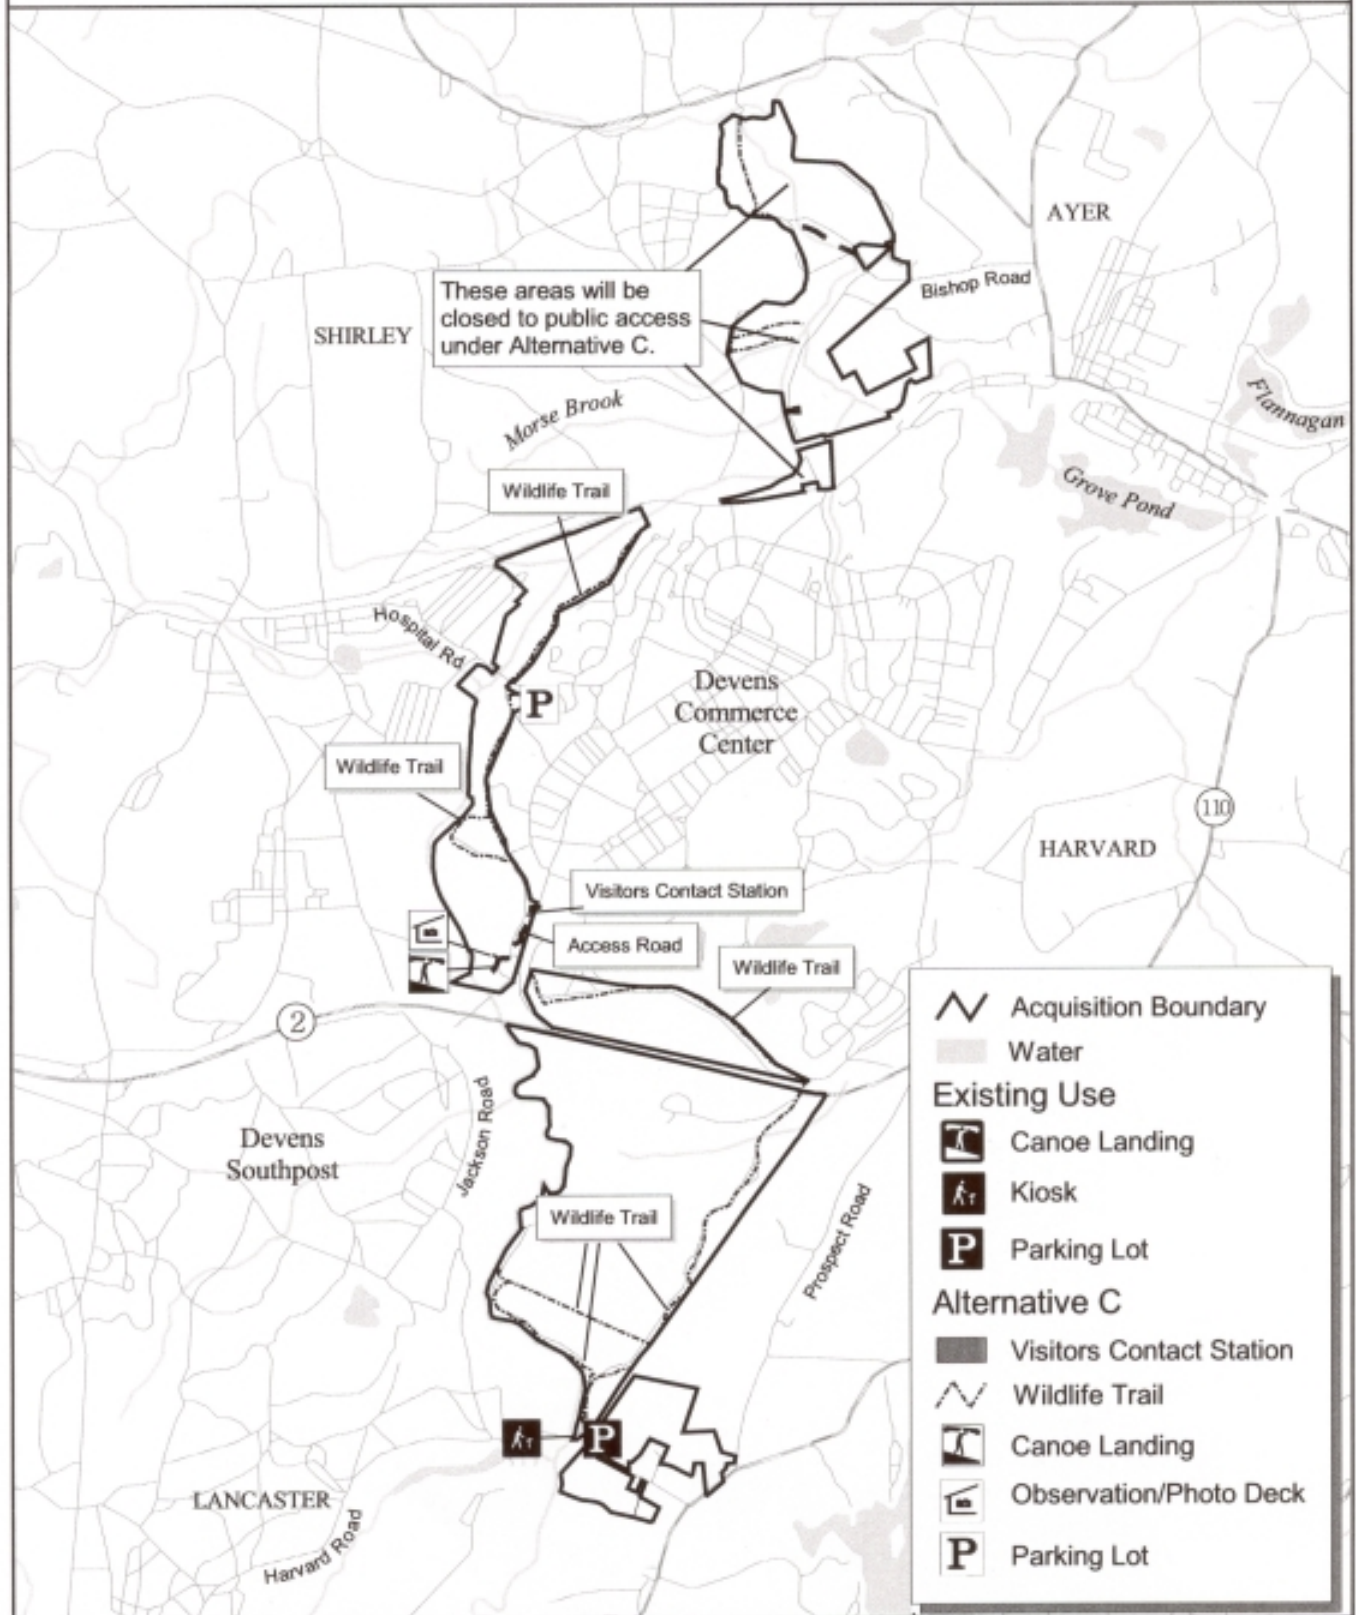 AYER
Bishop Road
These areas will be
closed to public access
under Alternative C.
SHIRLEY
Morse Brook
Flannagan
Grove Pond
Wildlife Trail
Hospital Rd
P
Devens
Commerce
Center
Wildlife Trail
110
HARVARD
Visitors Contact Station
Access Road
Wildlife Trail
2
Jackson Road
Devens
Southpost
Wildlife Trail
Prospect Road
P
LANCASTER
Harvard Road
Acquisition Boundary
Water
Existing Use
Canoe Landing
Kiosk
P Parking Lot
Alternative C
Visitors Contact Station
Wildlife Trail
Canoe Landing
Observation/Photo Deck
P Parking Lot